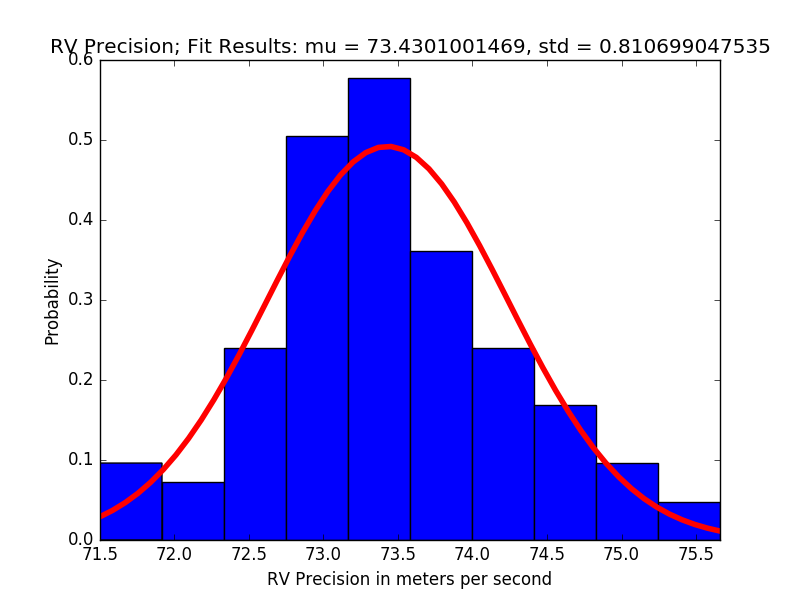 RV Precision; Fit Results: mu = 73.4301001469, std = 0.810699047535
0.6
0.5
0.4
0.3
0.2
0.1
0.0
Probability
71.5 72.0 72.5 73.0 73.5 74.0 74.5 75.0 75.5
RV Precision in meters per second